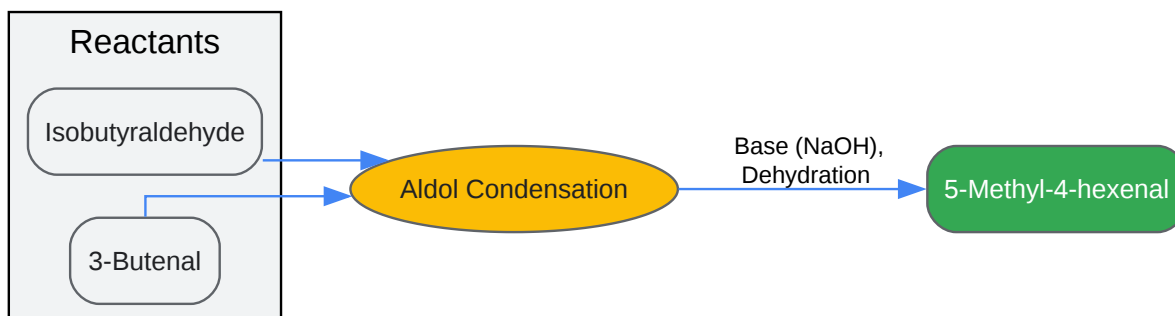 Reactants
Isobutyraldehyde
3-Butenal
Aldol Condensation
Base (NaOH),
Dehydration
5-Methyl-4-hexenal